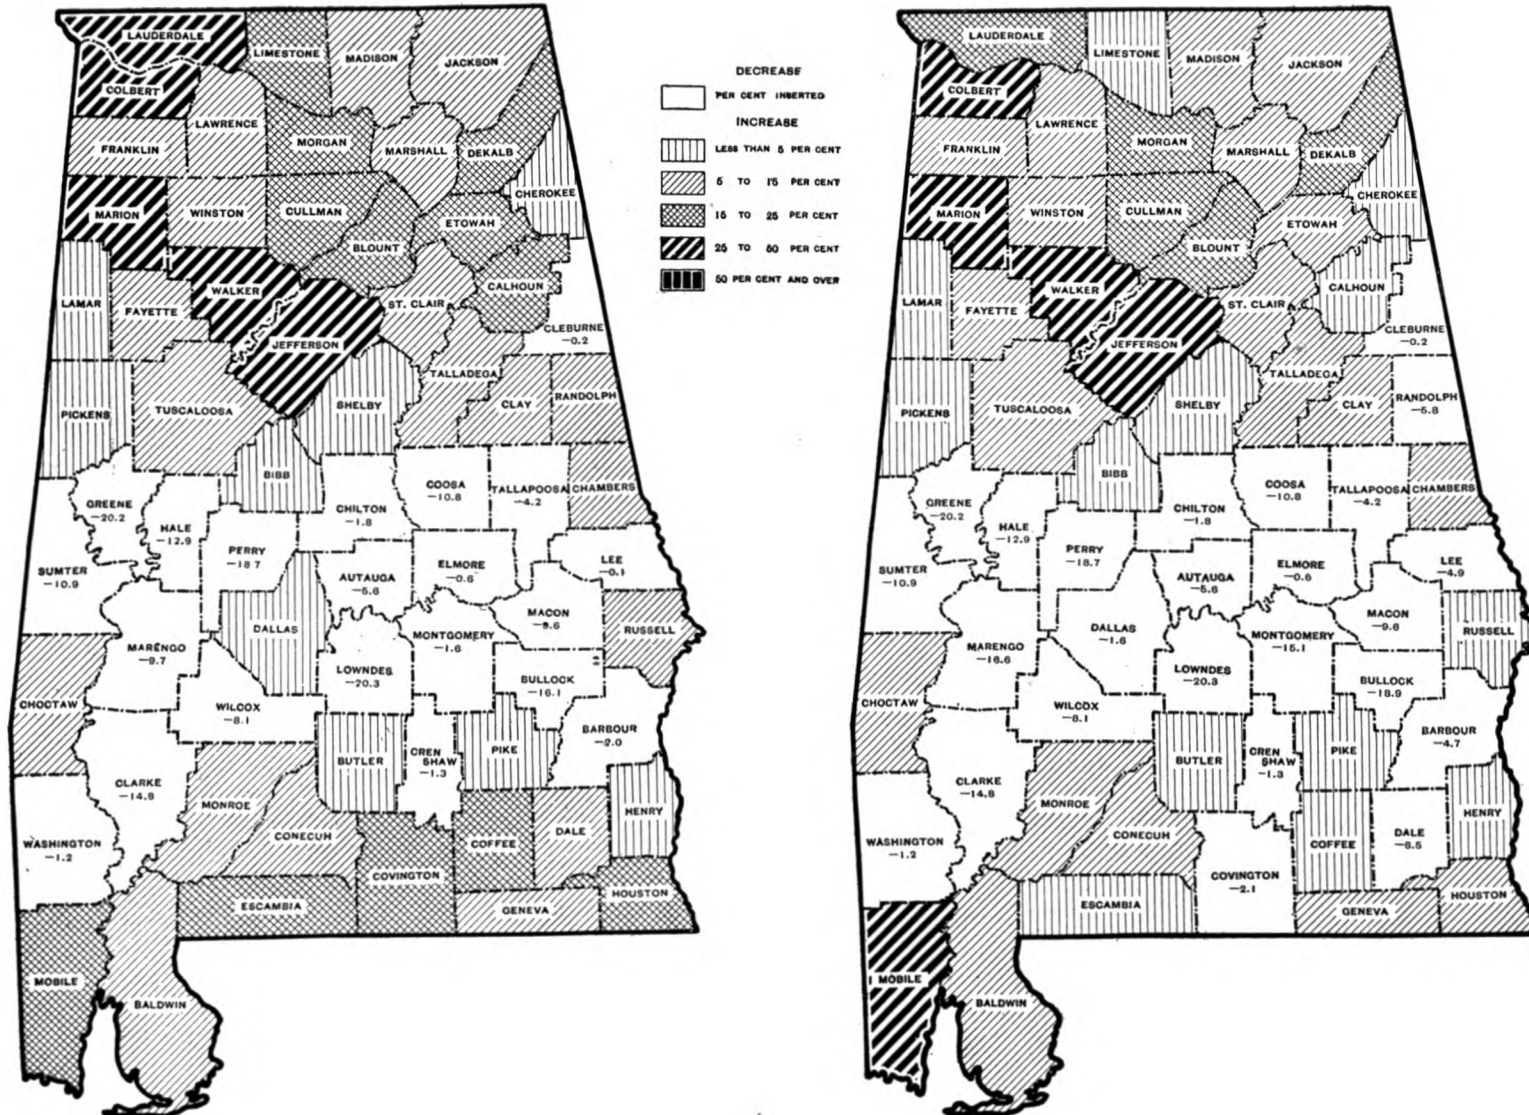 LAUDERDALE
LIMESTONE
MADISON
JACKSON
COLBERT
LAWRENCE
FRANKLIN
MORGAN
MARSHALL
DEKALB
CHEROKEE
MARION
WINSTON
CULLMAN
ETOWAH
BLOUNT
LAMAR
FAYETTE
WALKER
ST. CLAIR
CALHOUN
JEFFERSON
CLEBURNE
-0.2
PICKENS
TUSCALOOSA
SHELBY
TALLADEGA
CLAY
RANDOLPH
BIBB
GREENE
-20.2
HALE
-12.9
CHILTON
-1.8
COOSA
-10.8
TALLAPOOSA
-4.2
CHAMBERS
SUMTER
-10.9
PERRY
-18.7
AUTAUGA
-5.6
ELMORE
-0.6
LEE
-0.1
MARENGO
-9.7
DALLAS
LOWNDES
-20.3
MONTGOMERY
-1.6
MACON
RUSSELL
BULLOCK
-16.1
CHOCTAW
WILCOX
-8.1
BUTLER
CREN
SHAW
-1.3
PIKE
BARBOUR
-2.0
CLARKE
-14.8
MONROE
CONECUH
HENRY
WASHINGTON
-1.2
COVINGTON
COFFEE
DALE
ESCAMBIA
GENEVA
HOUSTON
MOBILE
BALDWIN
DECREASE
PER CENT INSERTED
INCREASE
LESS THAN 5 PER CENT
5 TO 15 PER CENT
15 TO 25 PER CENT
25 TO 50 PER CENT
50 PER CENT AND OVER
LAUDERDALE
LIMESTONE
MADISON
JACKSON
COLBERT
LAWRENCE
FRANKLIN
MORGAN
MARSHALL
DEKALB
CHEROKEE
MARION
WINSTON
CULLMAN
ETOWAH
BLOUNT
LAMAR
FAYETTE
WALKER
ST. CLAIR
CALHOUN
JEFFERSON
CLEBURNE
-0.2
PICKENS
TUSCALOOSA
SHELBY
TALLADEGA
CLAY
RANDOLPH
-5.8
BIBB
GREENE
-20.2
HALE
-12.9
CHILTON
-1.8
COOSA
-10.8
TALLAPOOSA
-4.2
CHAMBERS
SUMTER
-10.9
PERRY
-18.7
AUTAUGA
-5.6
ELMORE
-0.6
LEE
-4.9
MARENGO
-16.6
DALLAS
-1.6
LOWNDES
-20.3
MONTGOMERY
-15.1
MACON
-9.6
RUSSELL
BULLOCK
-18.9
CHOCTAW
WILCOX
-8.1
BUTLER
CREN
SHAW
-1.3
PIKE
BARBOUR
-4.7
CLARKE
-14.8
MONROE
CONECUH
HENRY
WASHINGTON
-1.2
COVINGTON
-2.1
COFFEE
DALE
-6.5
ESCAMBIA
GENEVA
HOUSTON
MOBILE
BALDWIN